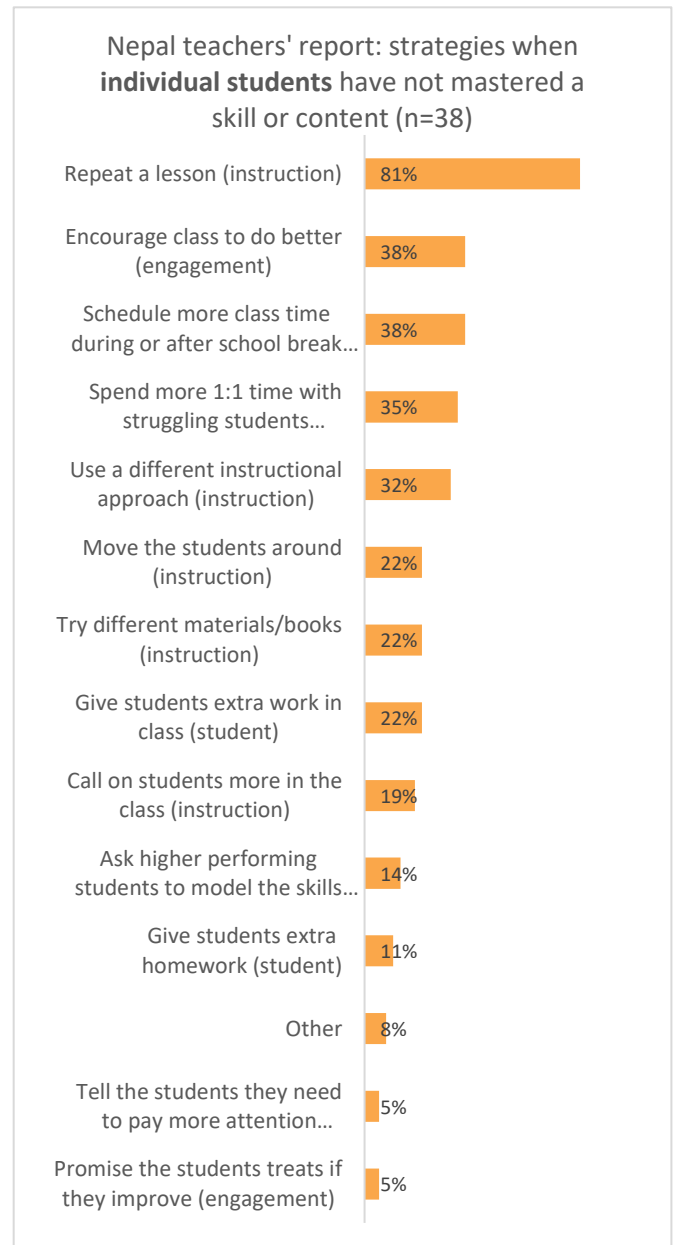 Nepal teachers' report: strategies when
individual students have not mastered a
skill or content (n=38)
Repeat a lesson (instruction)
81%
Encourage class to do better
(engagement)
38%
Schedule more class time
during or after school break…
38%
Spend more 1:1 time with
struggling students…
35%
Use a different instructional
approach (instruction)
32%
Move the students around
(instruction)
22%
Try different materials/books
(instruction)
22%
Give students extra work in
class (student)
22%
Call on students more in the
class (instruction)
19%
Ask higher performing
students to model the skills…
14%
Give students extra
homework (student)
11%
Other
8%
Tell the students they need
to pay more attention…
5%
Promise the students treats if
they improve (engagement)
5%